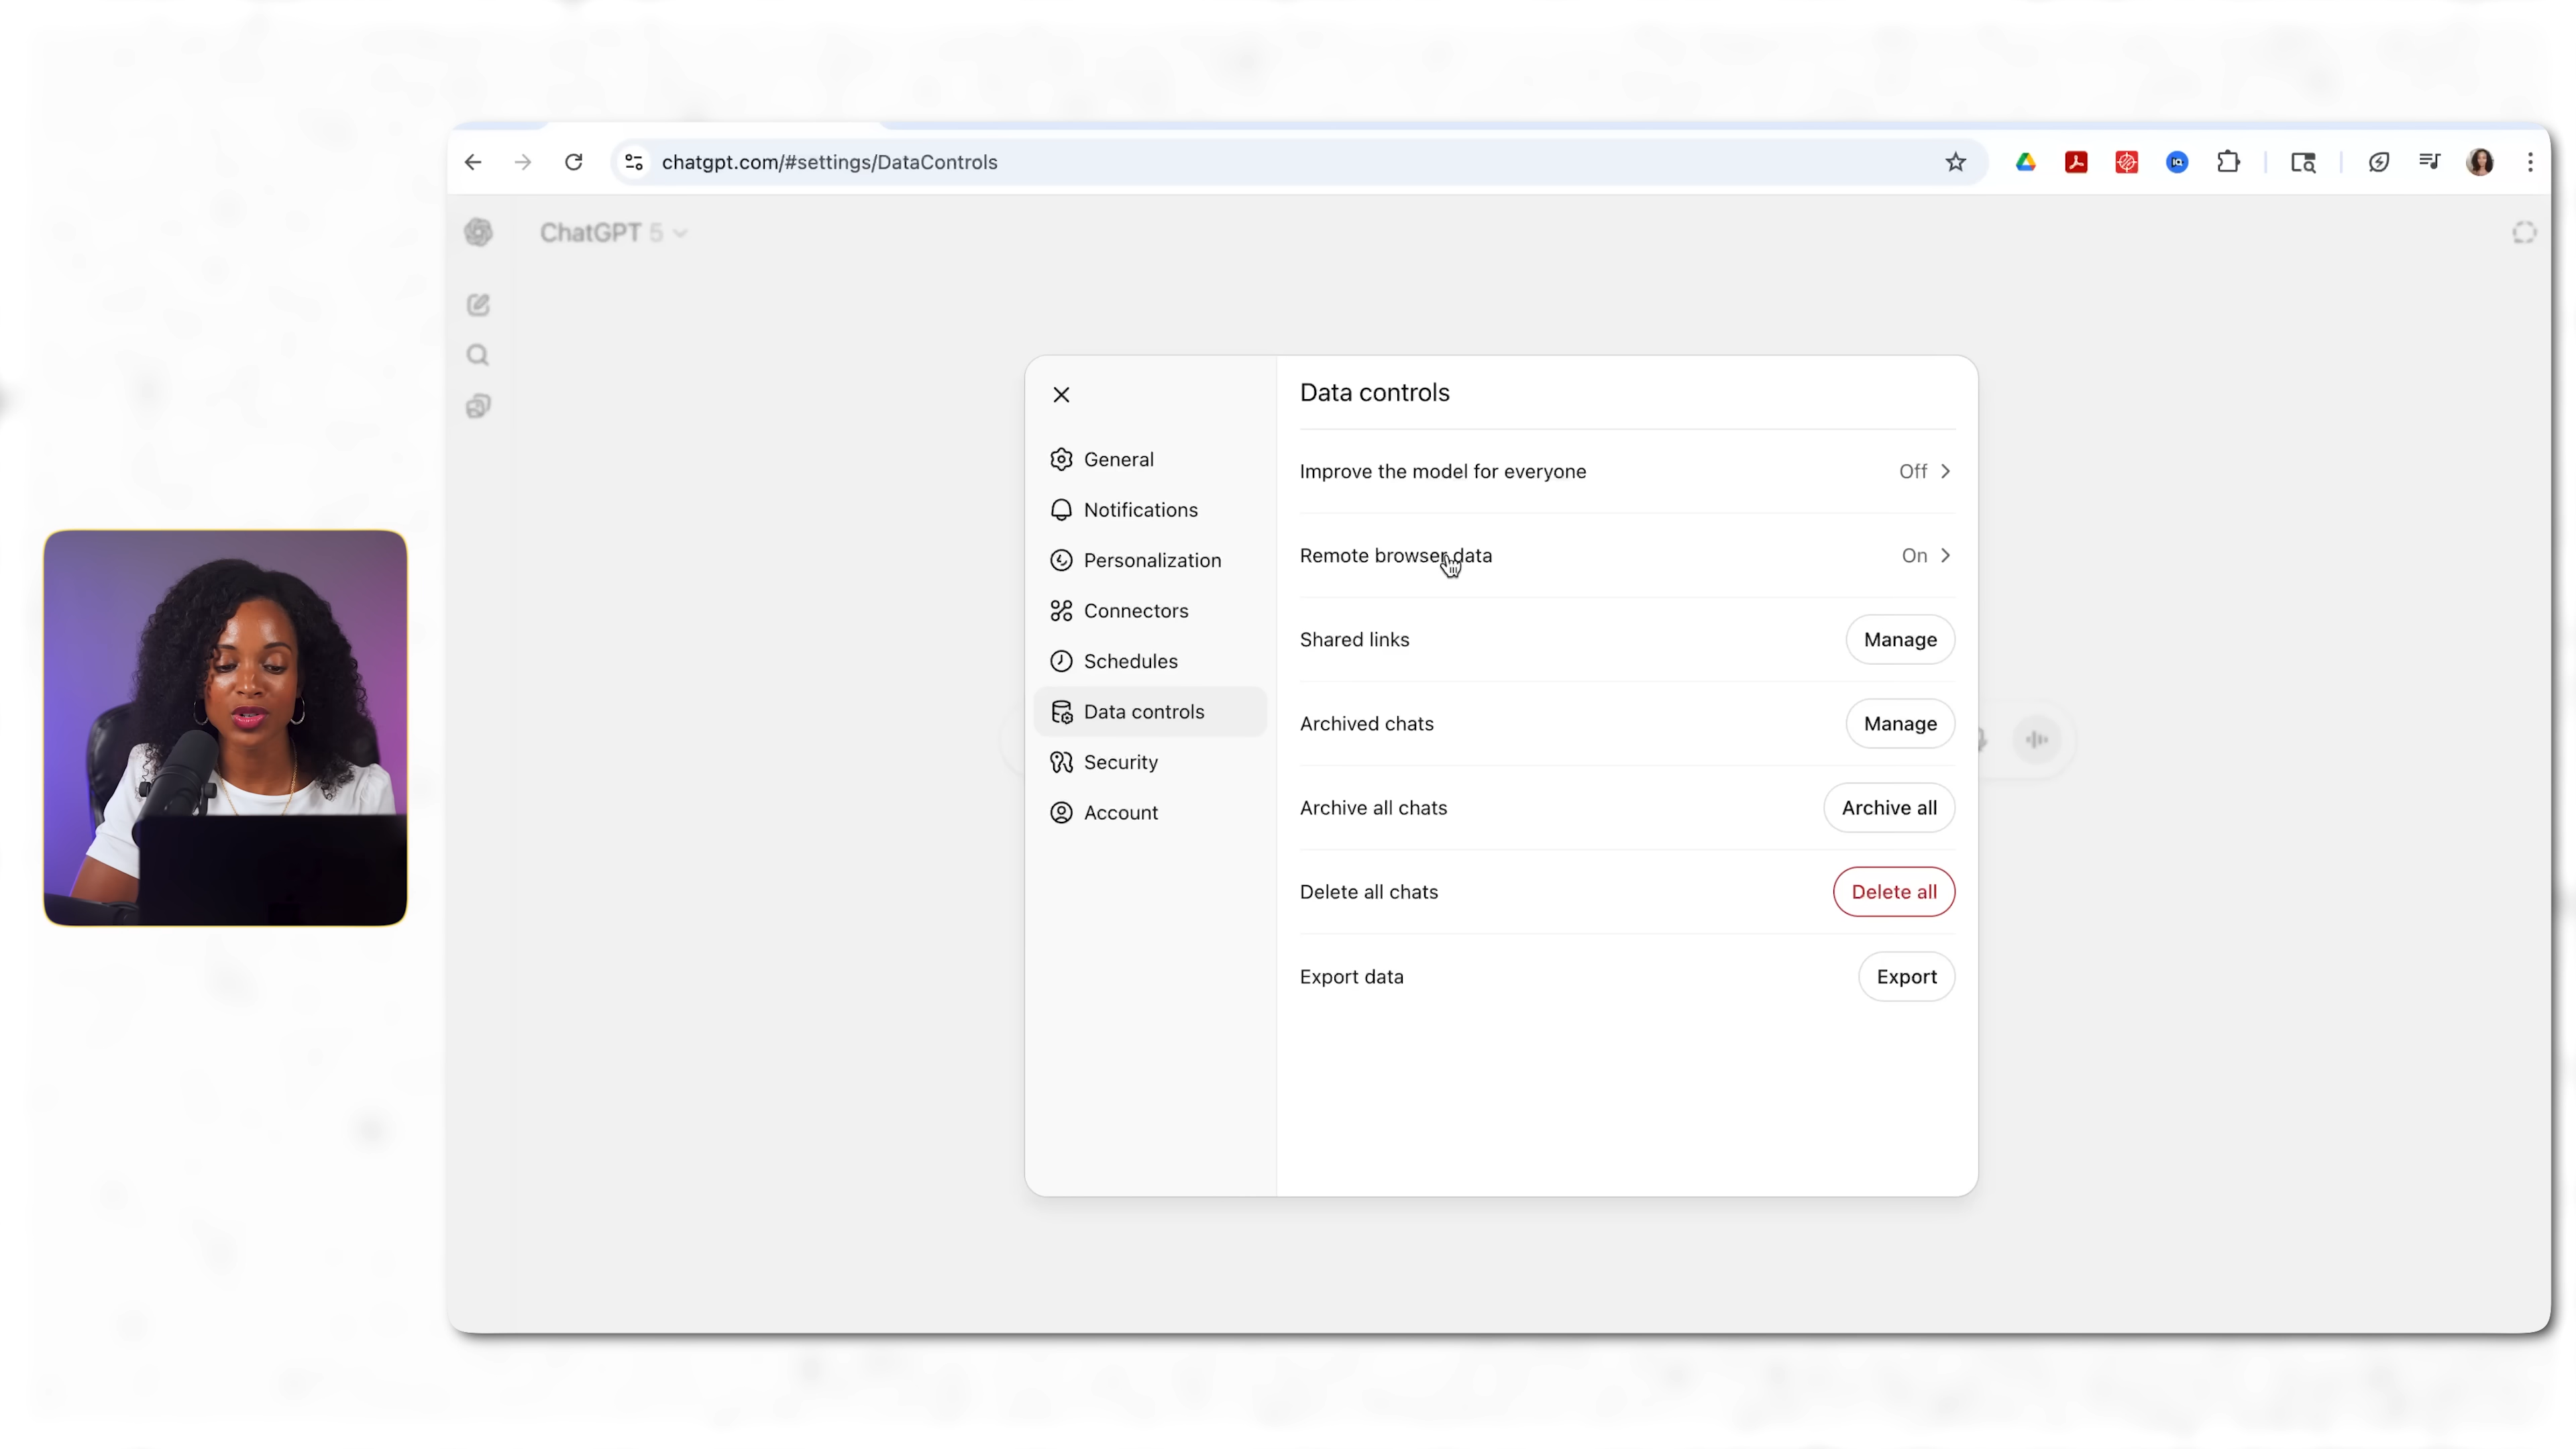 chatgpt.com/#settings/DataControls
ChatGPT 5
Data controls
General
Notifications
Personalization
Connectors
Schedules
Data controls
Security
Account
Improve the model for everyone Off
Remote browser data On
Shared links Manage
Archived chats Manage
Archive all chats Archive all
Delete all chats Delete all
Export data Export